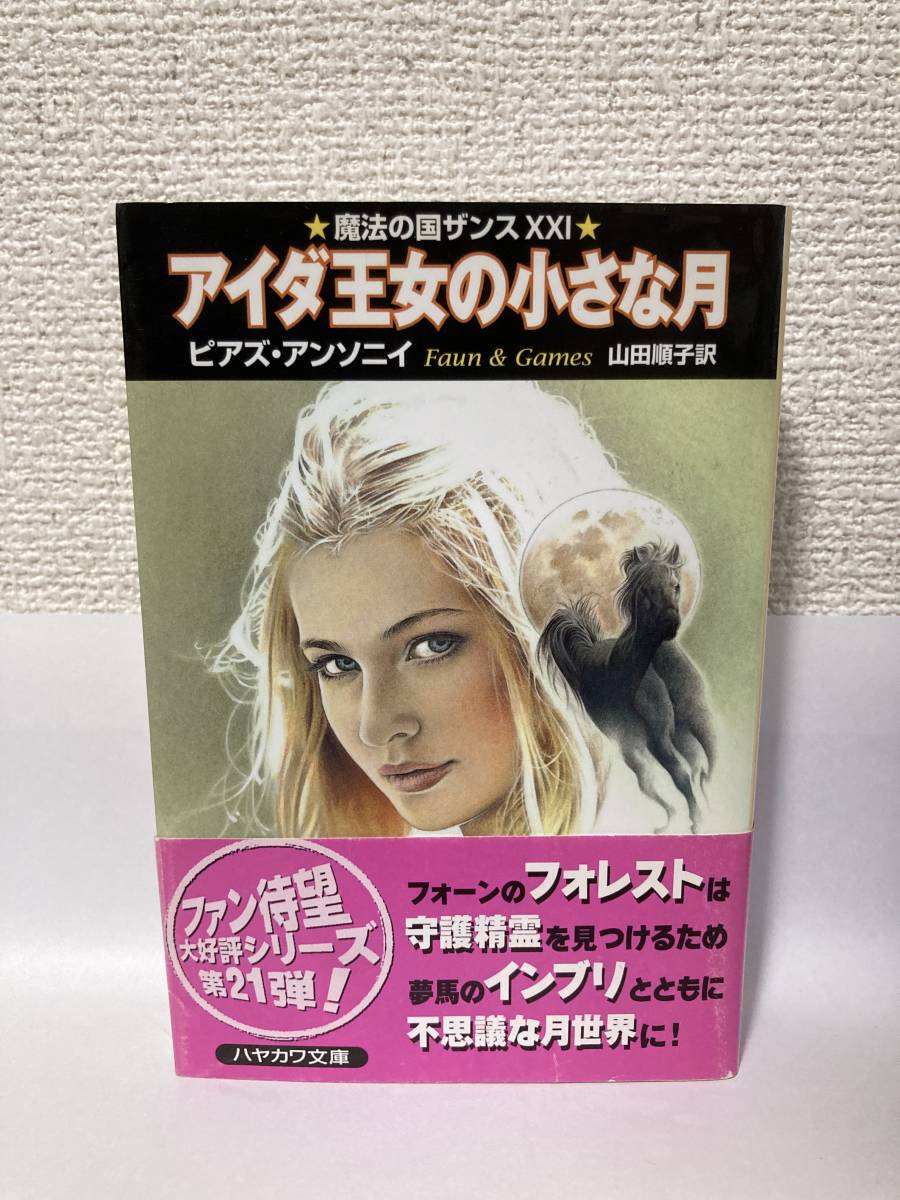 ★魔法の国ザンス XXI★
アイダ王女の小さな月
ピアズ・アンソニイ Faun & Games 山田順子訳
ファン待望
大好評シリーズ
第21弾!
ハヤカワ文庫
フォーンのフォレストは
守護精霊を見つけるため
夢馬のインブリとともに
不思議な月世界に!